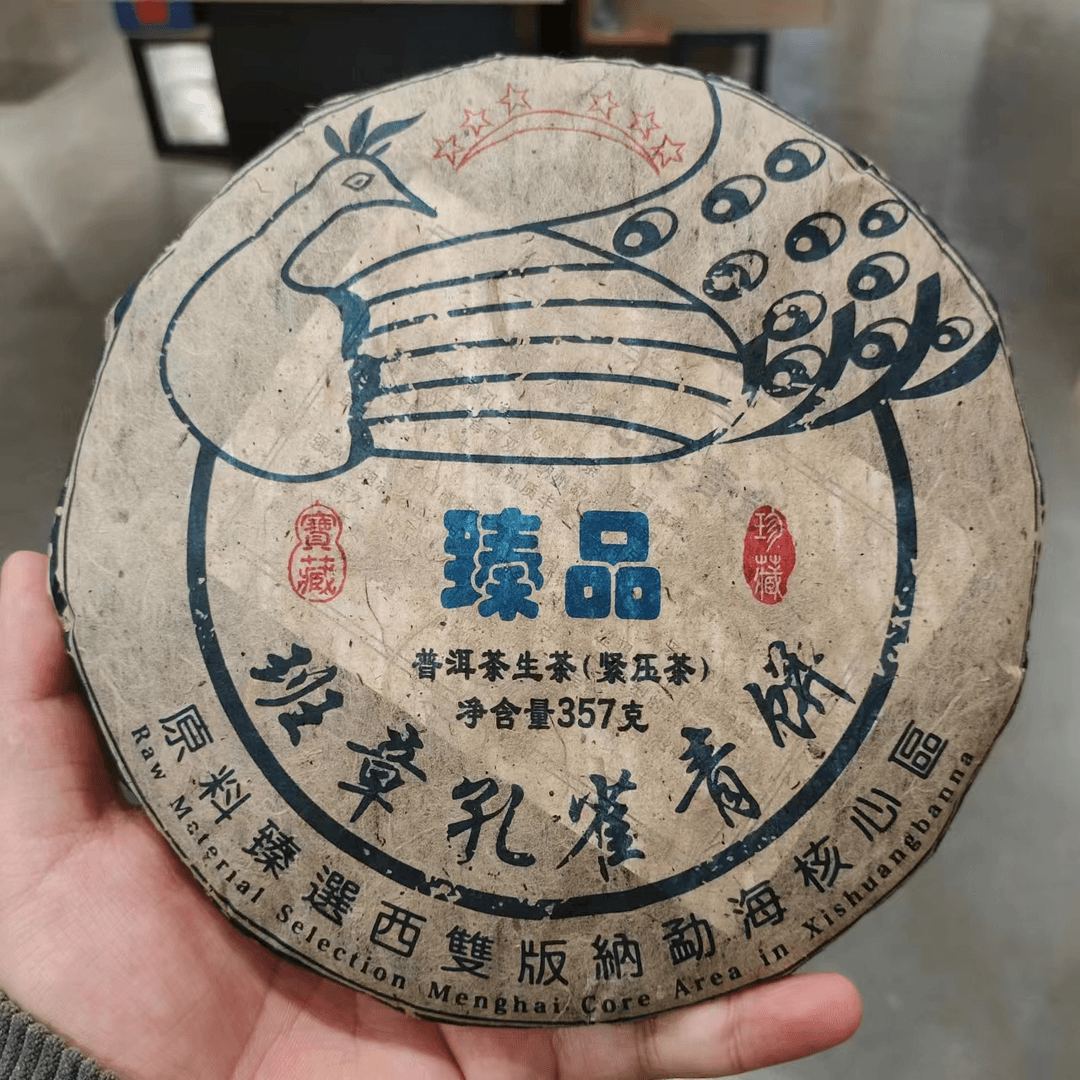 寶藏
臻品
珍藏
普洱茶生茶(紧压茶)
净含量357克
班章孔雀青饼
原料臻選西雙版納勐海核心區
Raw Material Selection Menghai Core Area in Xishuangbanna